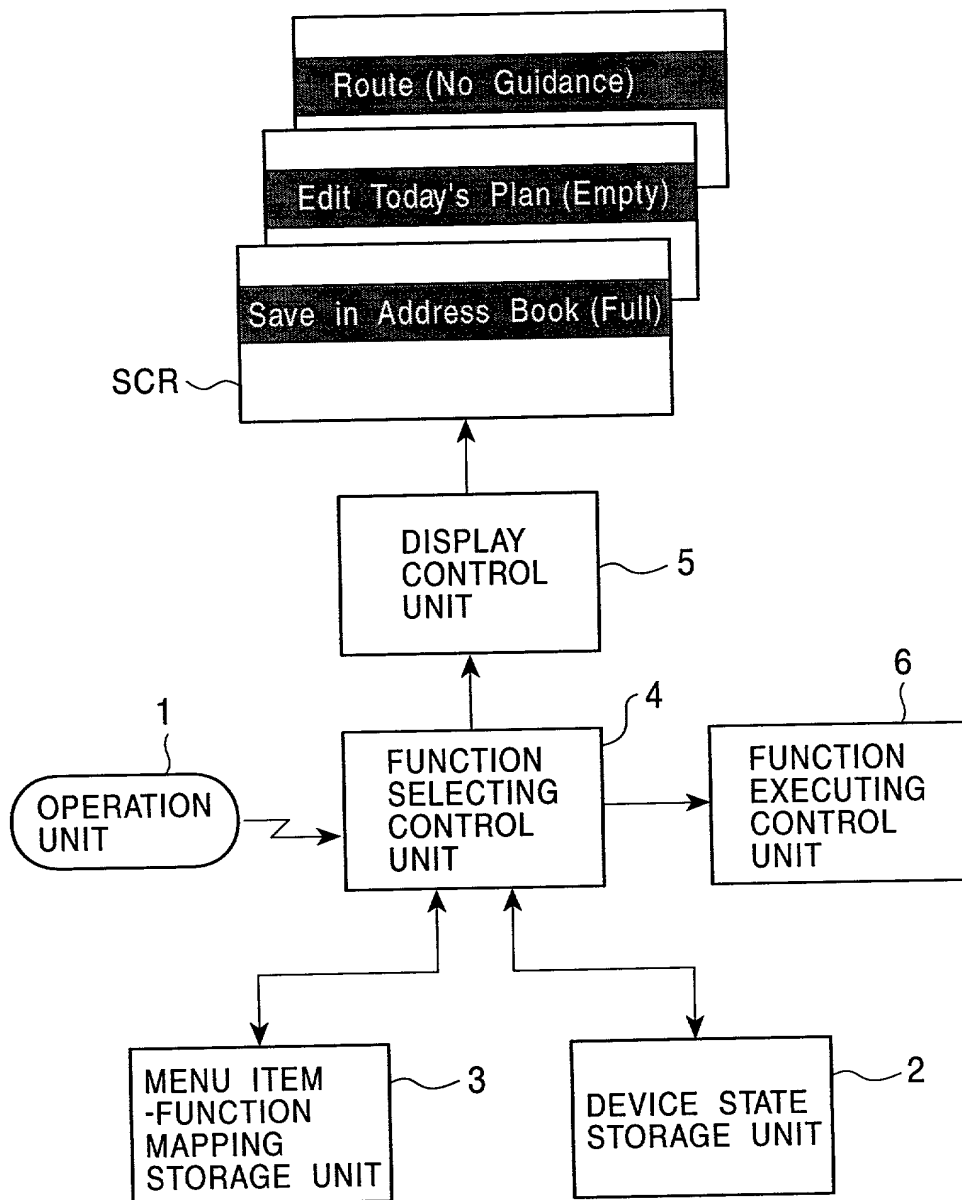 Route (No Guidance)
Edit Today's Plan (Empty)
Save in Address Book (Full)
SCR
DISPLAY
CONTROL
UNIT
5
1
OPERATION
UNIT
4
FUNCTION
SELECTING
CONTROL
UNIT
6
FUNCTION
EXECUTING
CONTROL
UNIT
MENU ITEM
-FUNCTION
MAPPING
STORAGE UNIT
3
DEVICE STATE
STORAGE UNIT
2